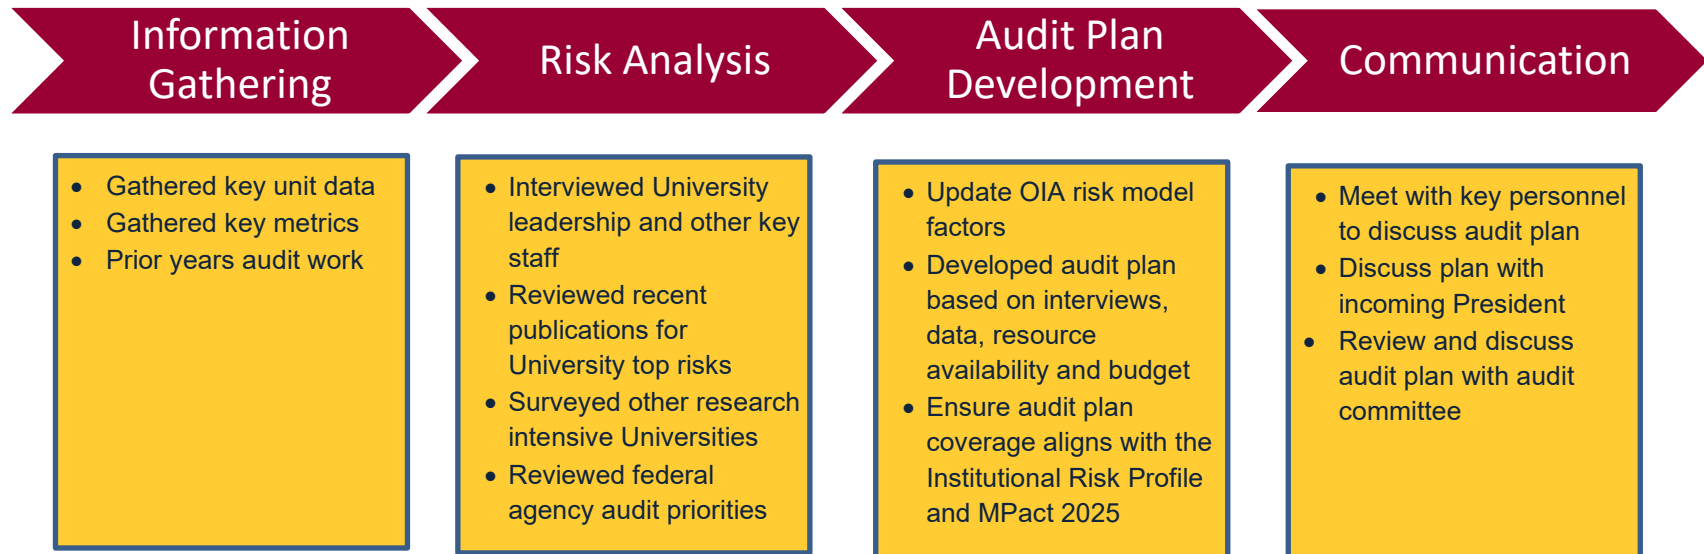 Information
Gathering
Risk Analysis
Audit Plan
Development
Communication
• Gathered key unit data
• Gathered key metrics
• Prior years audit work
• Interviewed University
leadership and other key
staff
• Reviewed recent
publications for
University top risks
• Surveyed other research
intensive Universities
• Reviewed federal
agency audit priorities
• Update OIA risk model
factors
• Developed audit plan
based on interviews,
data, resource
availability and budget
• Ensure audit plan
coverage aligns with the
Institutional Risk Profile
and MPact 2025
• Meet with key personnel
to discuss audit plan
• Discuss plan with
incoming President
• Review and discuss
audit plan with audit
committee